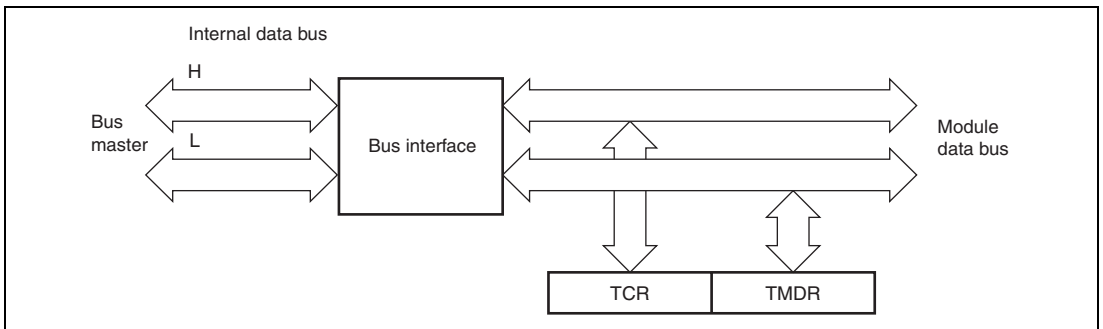 Internal data bus
H
Bus
master
L
Bus interface
Module
data bus
TCR
TMDR